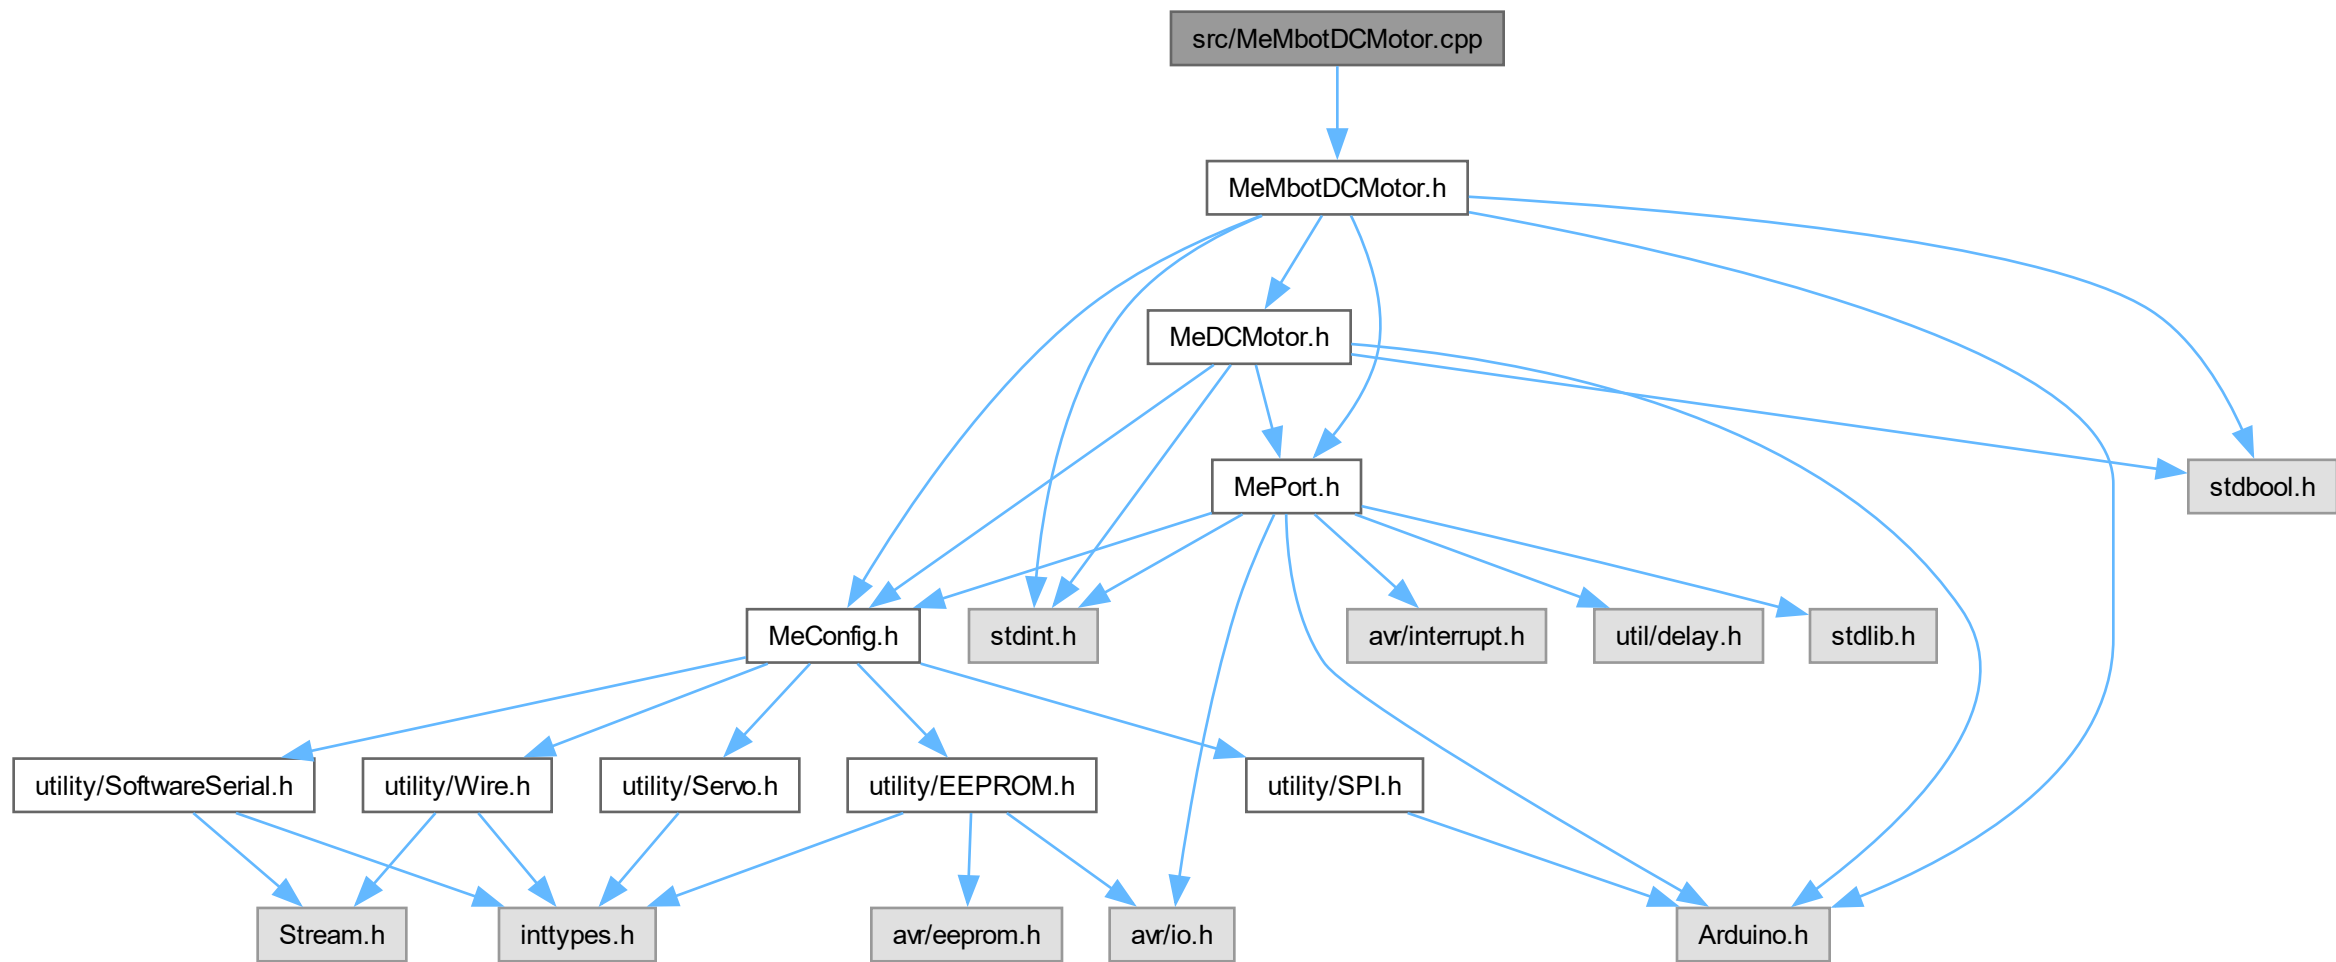 src/MeMbotDCMotor.cpp
MeMbotDCMotor.h
MeDCMotor.h
MePort.h
stdbool.h
MeConfig.h
stdint.h
avr/interrupt.h
util/delay.h
stdlib.h
utility/SoftwareSerial.h
utility/Wire.h
utility/Servo.h
utility/EEPROM.h
utility/SPI.h
Stream.h
inttypes.h
avr/eeprom.h
avr/io.h
Arduino.h